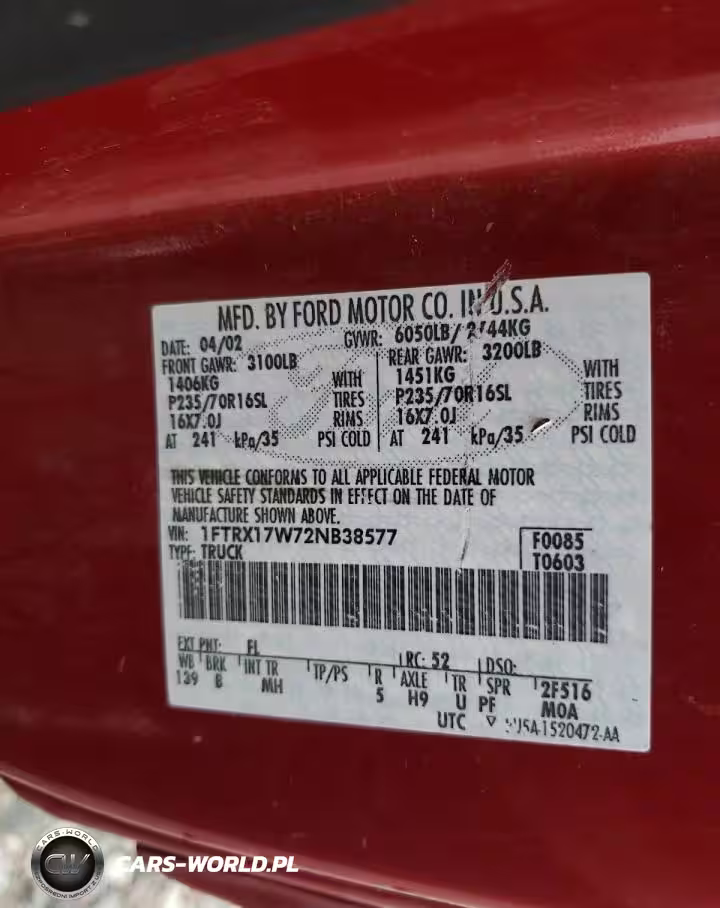 MFD. BY FORD MOTOR CO. IN U.S.A.
DATE: 04/02 GVWR: 6050LB/ 2744KG
FRONT GAWR: 3100LB REAR GAWR: 3200LB
1406KG WITH 1451KG WITH
P235/70R16SL TIRES P235/70R16SL TIRES
16X7.0J RIMS 16X7.0J RIMS
AT 241 kPa/35 PSI COLD AT 241 kPa/35 PSI COLD
THIS VEHICLE CONFORMS TO ALL APPLICABLE FEDERAL MOTOR
VEHICLE SAFETY STANDARDS IN EFFECT ON THE DATE OF
MANUFACTURE SHOWN ABOVE.
VIN: 1FTRX17W72NB38577 F0085
TYPE: TRUCK T0603
EXT PNT: FL RC: 52 DSO:
WB BRK INT TR TP/PS R AXLE TR SPR 2F516
139 B MH 5 H9 U PF M0A
UTC ▽ 1520472-AA
CARS-WORLD
CW
CARS-WORLD.PL